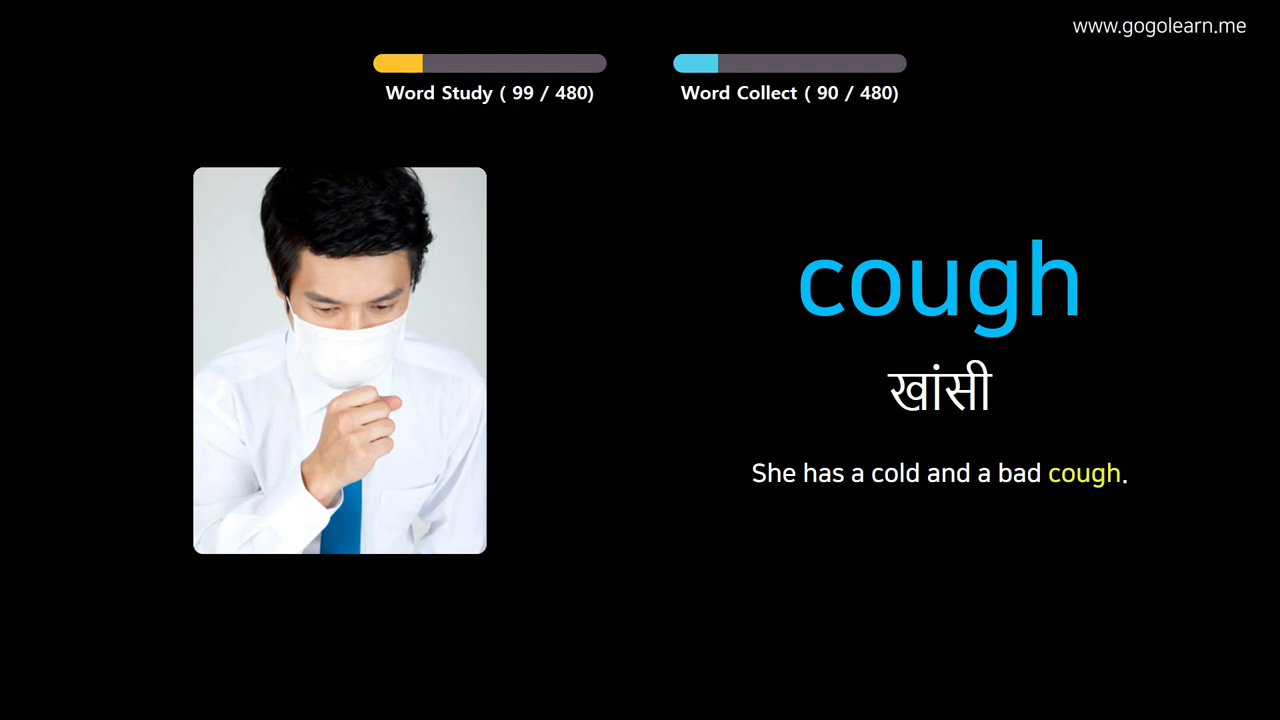 www.gogolearn.me
Word Study ( 99 / 480)
Word Collect ( 90 / 480)
cough
खांसी
She has a cold and a bad cough.